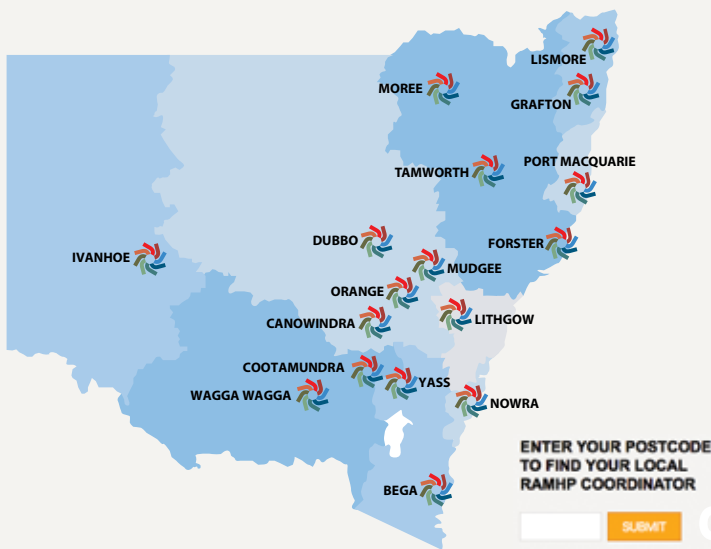 LISMORE
MOREE
GRAFTON
PORT MACQUARIE
TAMWORTH
DUBBO
FORSTER
IVANHOE
MUDGEE
ORANGE
LITHGOW
CANOWINDRA
COOTAMUNDRA
YASS
WAGGA WAGGA
NOWRA
ENTER YOUR POSTCODE
TO FIND YOUR LOCAL
RAMHP COORDINATOR
BEGA
SUBMIT